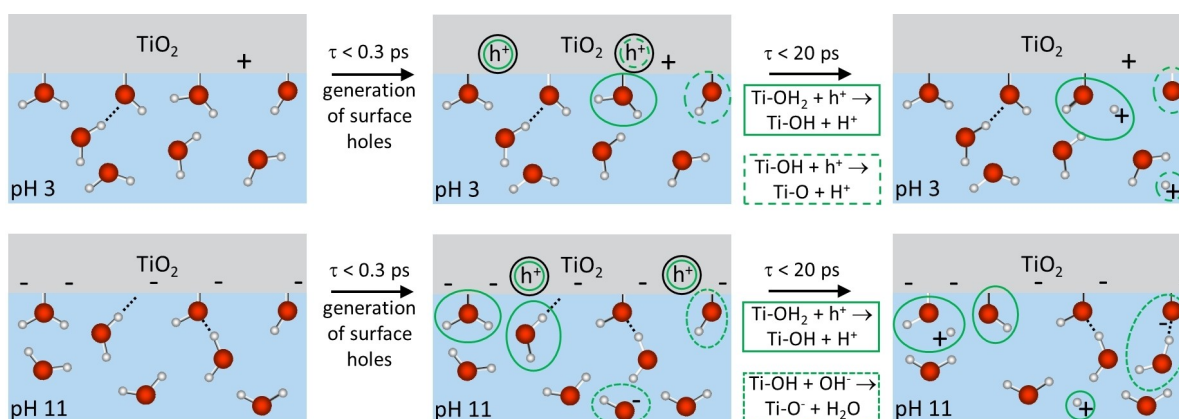 TiO₂
+
pH 3
τ < 0.3 ps
generation
of surface
holes
h⁺
TiO₂
h⁺
+
pH 3
τ < 20 ps
Ti-OH₂ + h⁺ →
Ti-OH + H⁺
Ti-OH + h⁺ →
Ti-O + H⁺
TiO₂
+
+
+
pH 3
TiO₂
- - - - -
pH 11
τ < 0.3 ps
generation
of surface
holes
h⁺
TiO₂
h⁺
- - - - -
-
pH 11
τ < 20 ps
Ti-OH₂ + h⁺ →
Ti-OH + H⁺
Ti-OH + OH⁻ →
Ti-O⁻ + H₂O
TiO₂
- - - -
-
+
+
pH 11